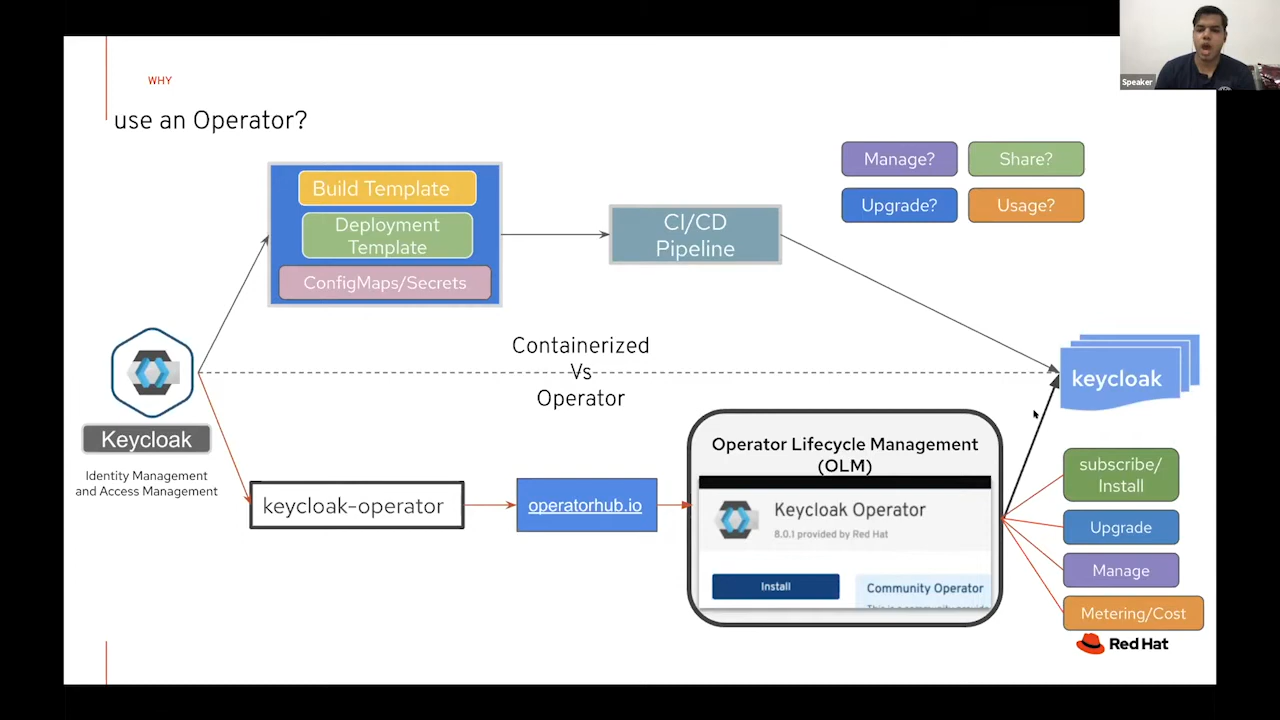 Speaker
WHY
use an Operator?
Build Template
Deployment
Template
ConfigMaps/Secrets
CI/CD
Pipeline
Manage?
Share?
Upgrade?
Usage?
Containerized
Vs
Operator
keycloak
Keycloak
Identity Management
and Access Management
keycloak-operator
operatorhub.io
Operator Lifecycle Management
(OLM)
Keycloak Operator
8.0.1 provided by Red Hat
Install
Community Operator
subscribe/
Install
Upgrade
Manage
Metering/Cost
Red Hat